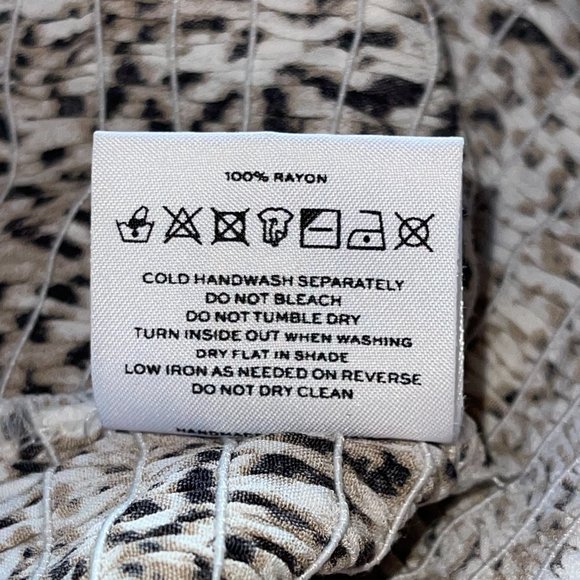 100% RAYON
COLD HANDWASH SEPARATELY
DO NOT BLEACH
DO NOT TUMBLE DRY
TURN INSIDE OUT WHEN WASHING
DRY FLAT IN SHADE
LOW IRON AS NEEDED ON REVERSE
DO NOT DRY CLEAN